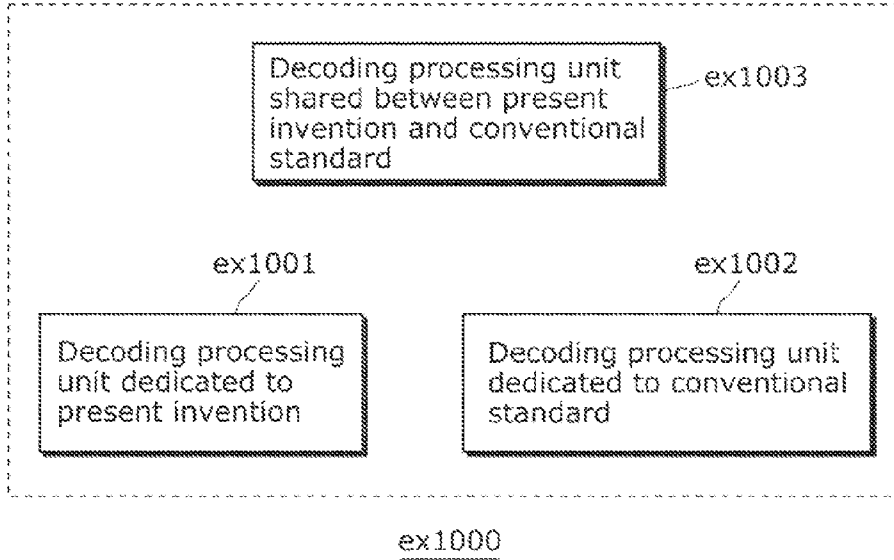 Decoding processing unit
shared between present
invention and conventional
standard
ex1003
ex1001
Decoding processing
unit dedicated to
present invention
ex1002
Decoding processing unit
dedicated to conventional
standard
ex1000